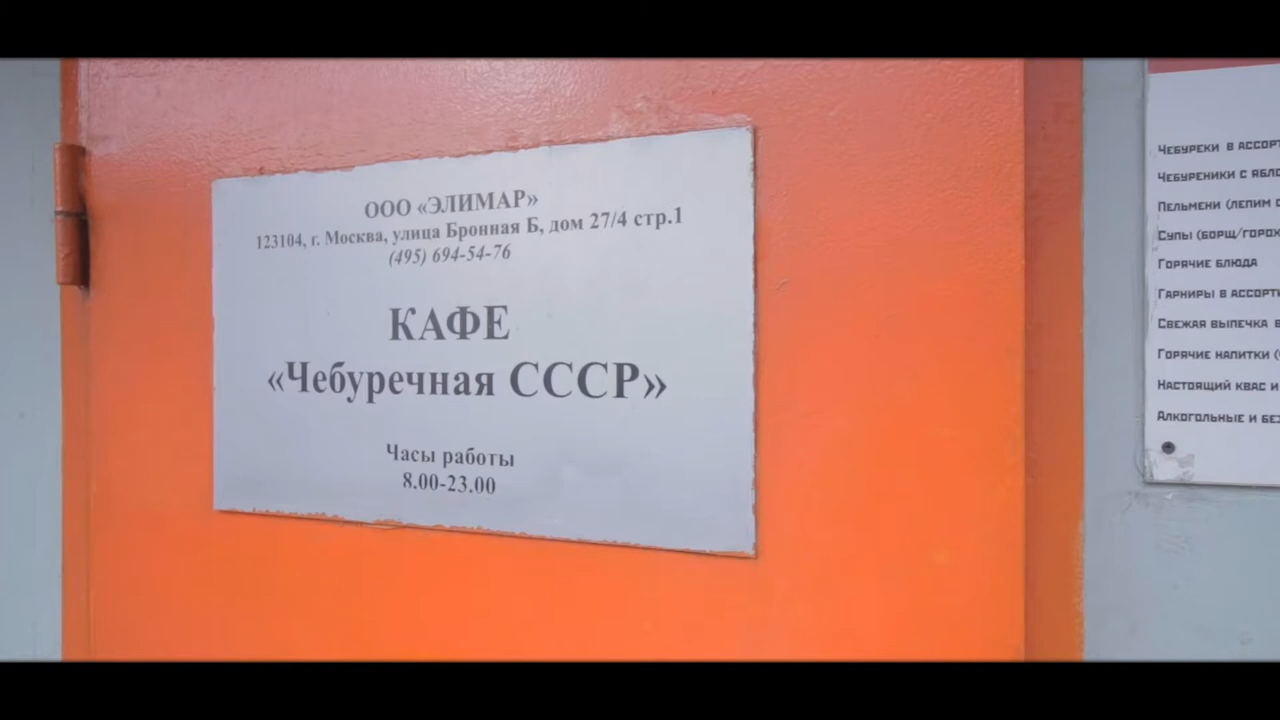 ООО «ЭЛИМАР»
123104, г. Москва, улица Бронная Б, дом 27/4 стр.1
(495) 694-54-76
КАФЕ
«Чебуречная СССР»
Часы работы
8.00-23.00
Чебуреки в
Чебуреники с
Пельмени (лепим
Супы (борщ/
Горячие блюда
Гарниры в
Свежая выпечка
Горячие напитки
Настоящий квас и
Алкогольные и